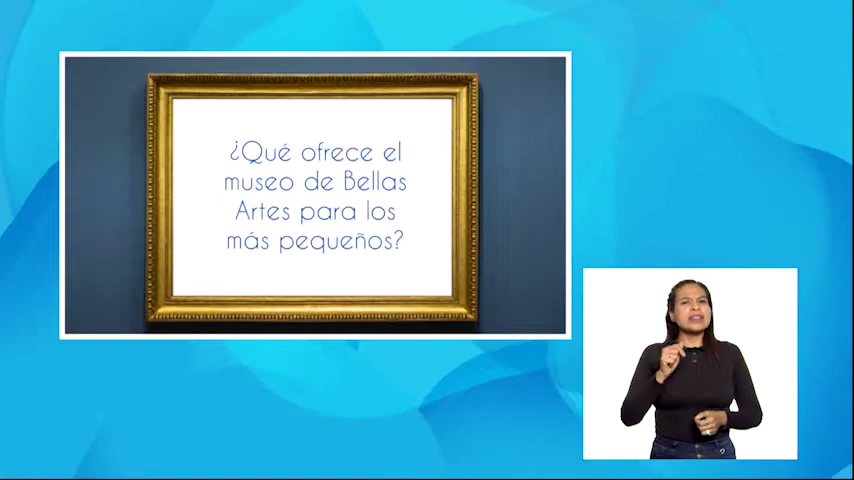 ¿Qué ofrece el
museo de Bellas
Artes para los
más pequeños?